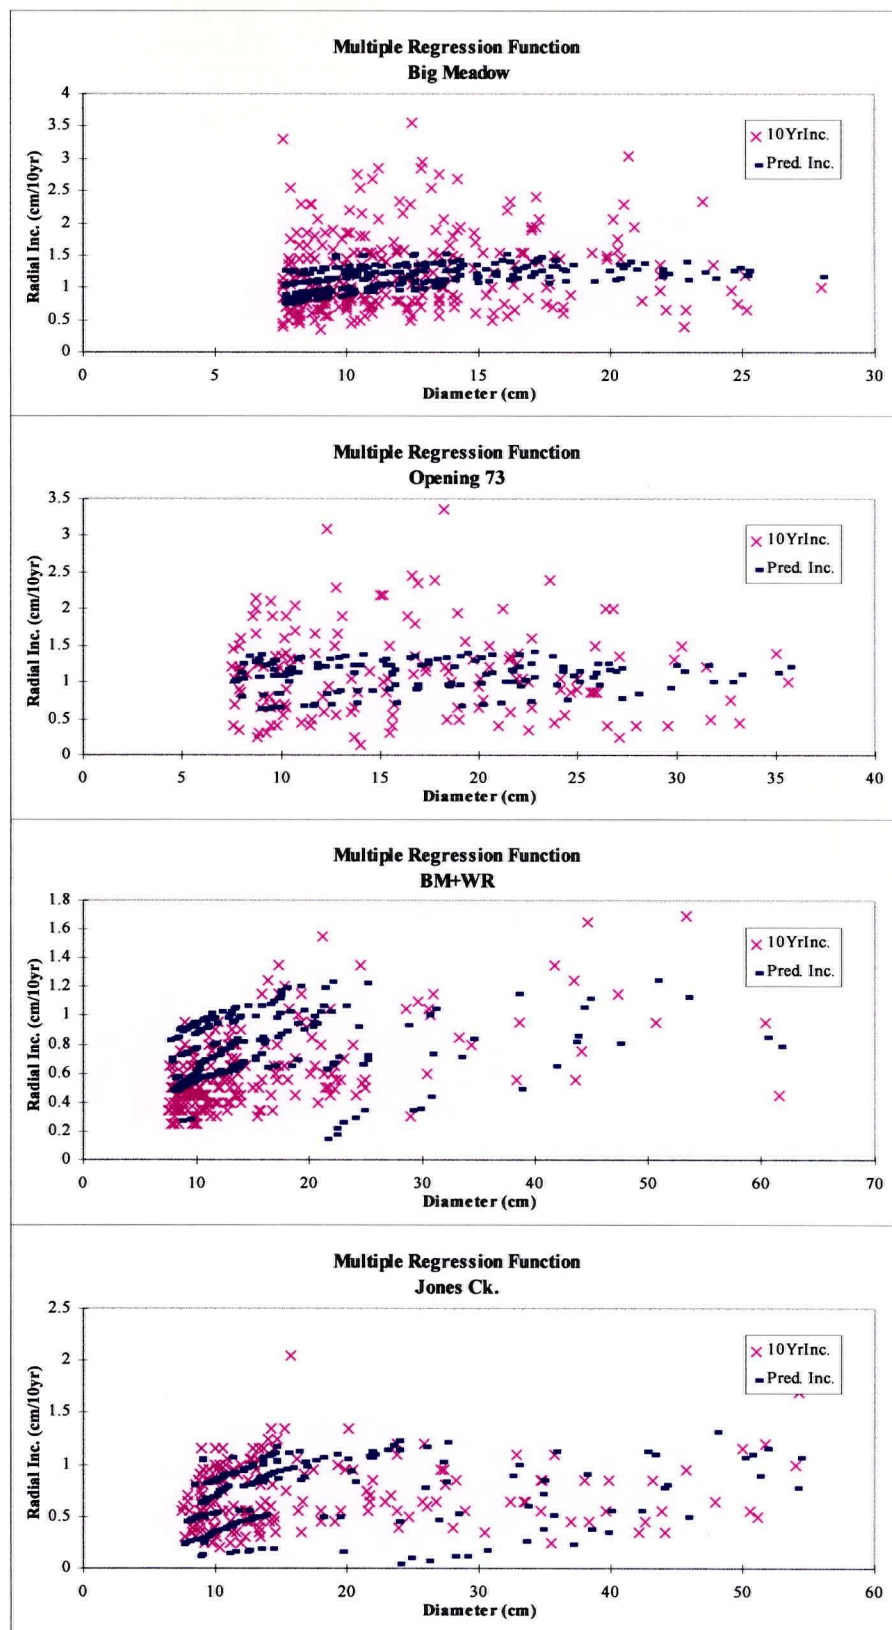 Multiple Regression Function
Big Meadow
4
3.5
3
2.5
2
1.5
1
0.5
0
Radial Inc. (cm/10yr)
10YrInc.
Pred. Inc.
0 5 10 15 20 25 30
Diameter (cm)
Multiple Regression Function
Opening 73
3.5
3
2.5
2
1.5
1
0.5
0
Radial Inc. (cm/10yr)
10YrInc.
Pred. Inc.
0 5 10 15 20 25 30 35 40
Diameter (cm)
Multiple Regression Function
BM+WR
1.8
1.6
1.4
1.2
1
0.8
0.6
0.4
0.2
0
Radial Inc. (cm/10yr)
10YrInc.
Pred. Inc.
0 10 20 30 40 50 60 70
Diameter (cm)
Multiple Regression Function
Jones Ck.
2.5
2
1.5
1
0.5
0
Radial Inc. (cm/10yr)
10YrInc.
Pred. Inc.
0 10 20 30 40 50 60
Diameter (cm)